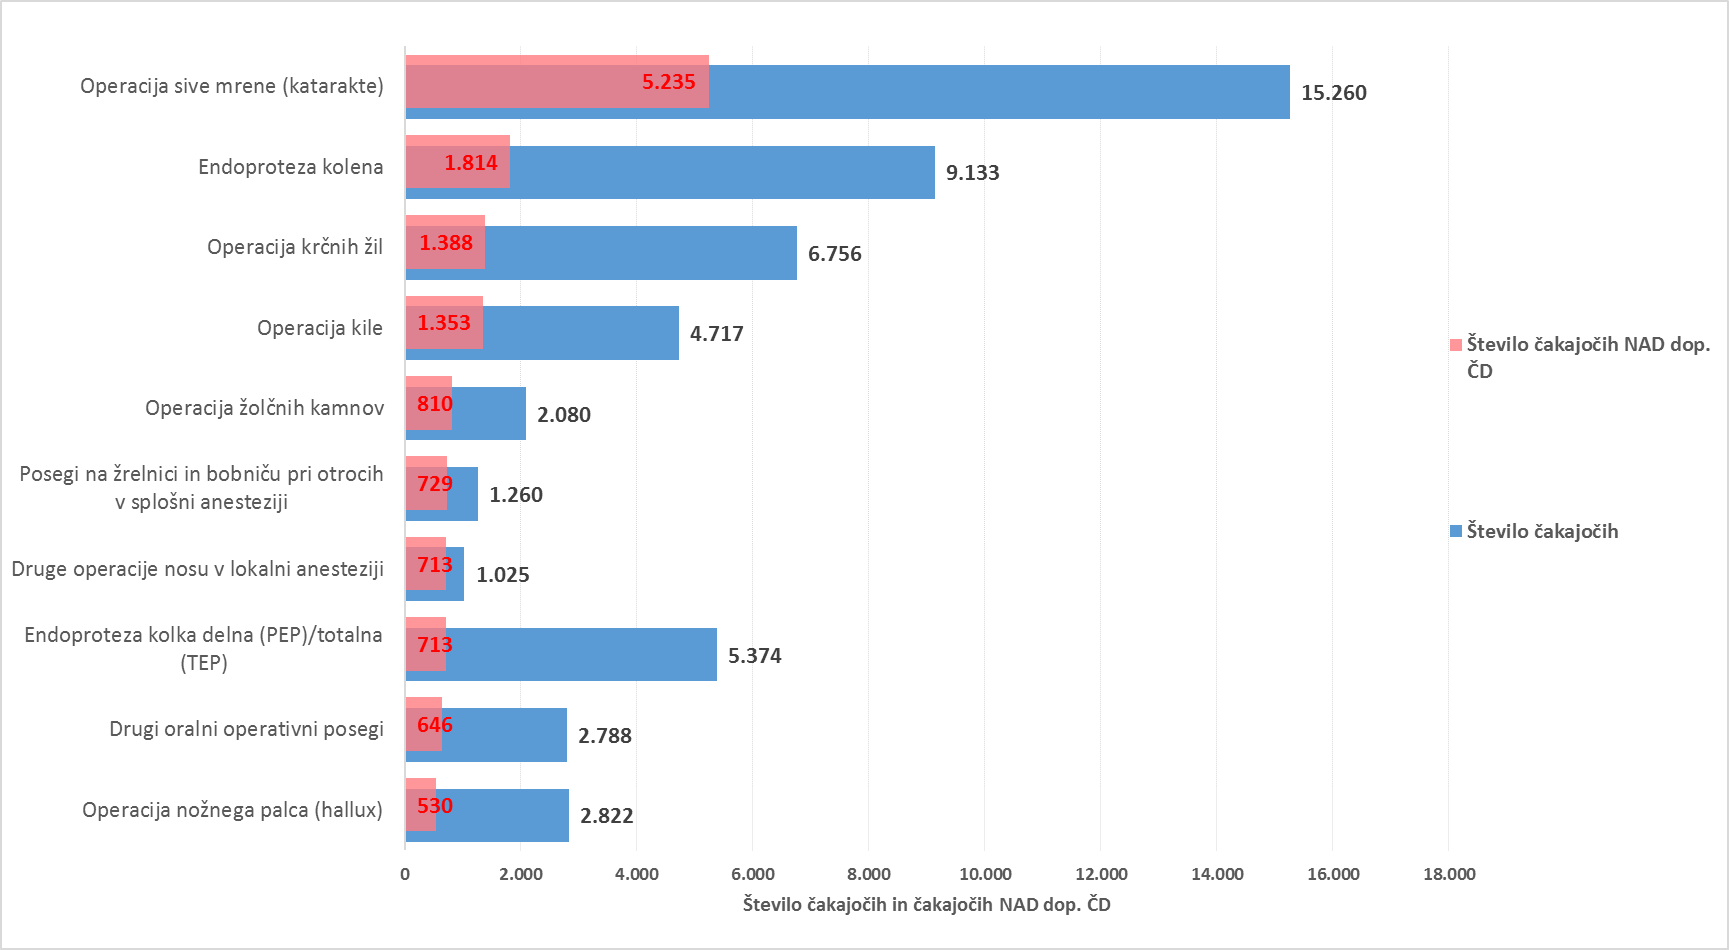 Operacija sive mrene (katarakte)
5.235
15.260
Endoproteza kolena
1.814
9.133
Operacija krčnih žil
1.388
6.756
Operacija kile
1.353
4.717
Operacija žolčnih kamnov
810
2.080
Posegi na žrelnici in bobniču pri otrocih
v splošni anesteziji
729
1.260
Druge operacije nosu v lokalni anesteziji
713
1.025
Endoproteza kolka delna (PEP)/totalna
(TEP)
713
5.374
Drugi oralni operativni posegi
646
2.788
Operacija nožnega palca (hallux)
530
2.822
0
2.000
4.000
6.000
8.000
10.000
12.000
14.000
16.000
18.000
Število čakajočih in čakajočih NAD dop. ČD
Število čakajočih NAD dop.
ČD
Število čakajočih